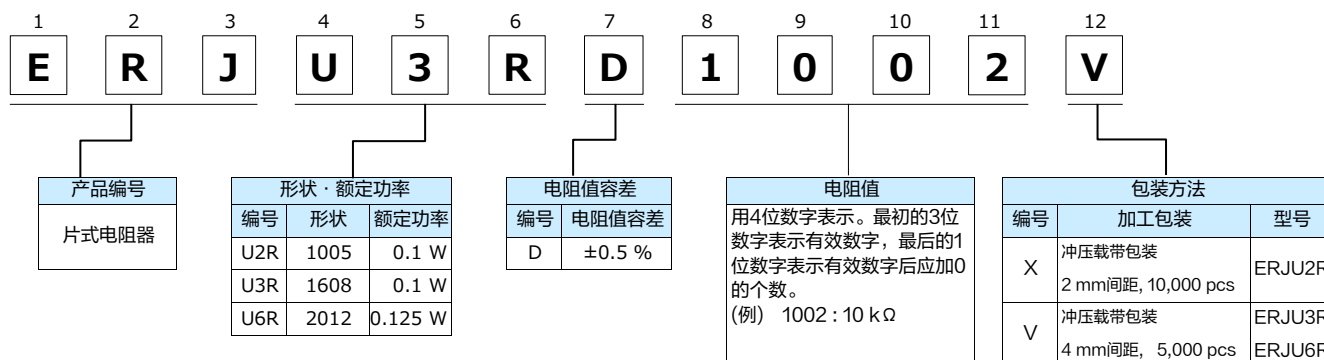 1 2 3 4 5 6 7 8 9 10 11 12
E R J U 3 R D 1 0 0 2 V
产品编号
片式电阻器
形状 · 额定功率
编号 形状 额定功率
U2R 1005 0.1 W
U3R 1608 0.1 W
U6R 2012 0.125 W
电阻值容差
编号 电阻值容差
D ±0.5 %
电阻值
用4位数字表示。最初的3位
数字表示有效数字，最后的1
位数字表示有效数字后应加0
的个数。
(例) 1002 : 10 kΩ
包装方法
编号 加工包装 型号
X 冲压载带包装 ERJU2R
2 mm间距, 10,000 pcs
V 冲压载带包装 ERJU3R
4 mm间距, 5,000 pcs ERJU6R